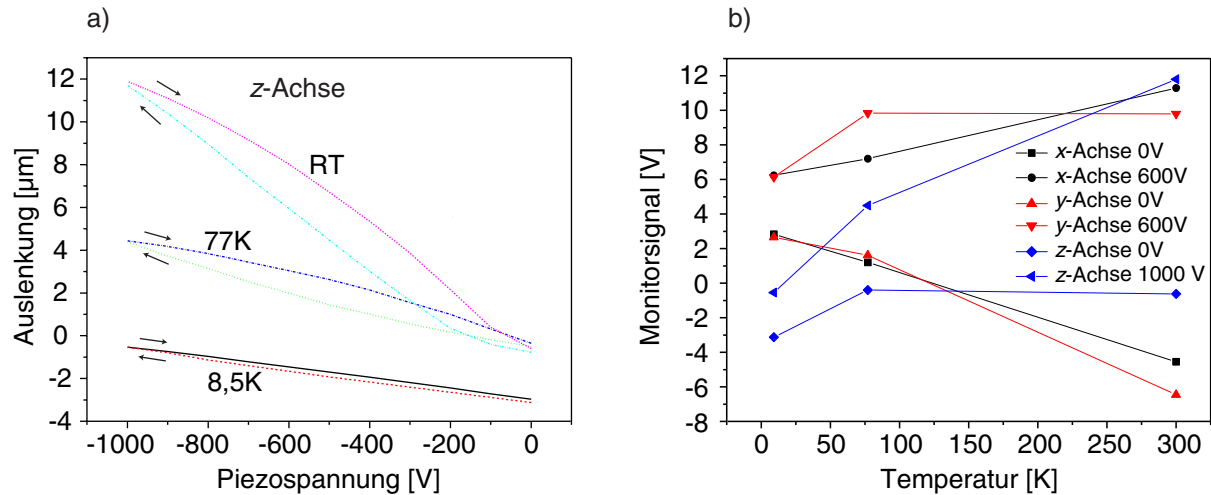 a)
12
10
8
6
4
2
0
-2
-4
Auslenkung [μm]
z-Achse
RT
77K
8,5K
-1000 -800 -600 -400 -200 0
Piezospannung [V]
b)
12
10
8
6
4
2
0
-2
-4
-6
-8
Monitorsignal [V]
x-Achse 0V
x-Achse 600V
y-Achse 0V
y-Achse 600V
z-Achse 0V
z-Achse 1000 V
0 50 100 150 200 250 300
Temperatur [K]